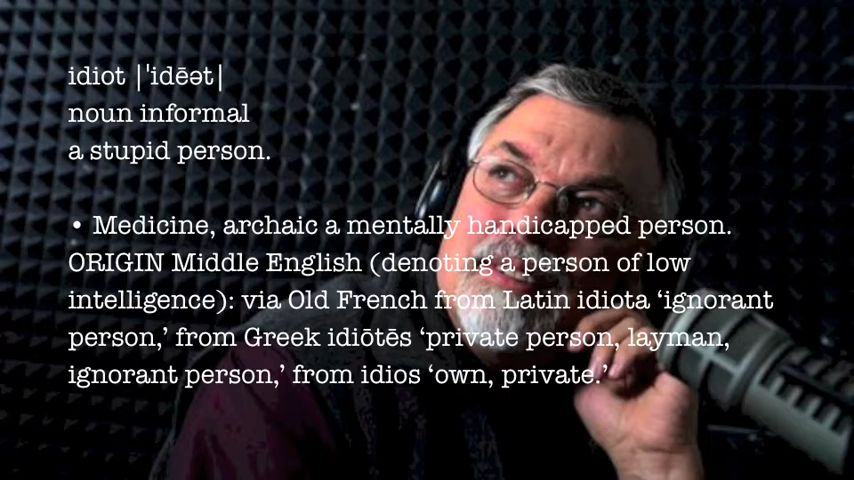 idiot |ˈidēət|
noun informal
a stupid person.
• Medicine, archaic a mentally handicapped person.
ORIGIN Middle English (denoting a person of low
intelligence): via Old French from Latin idiota ‘ignorant
person,’ from Greek idiōtēs ‘private person, layman,
ignorant person,’ from idios ‘own, private.’